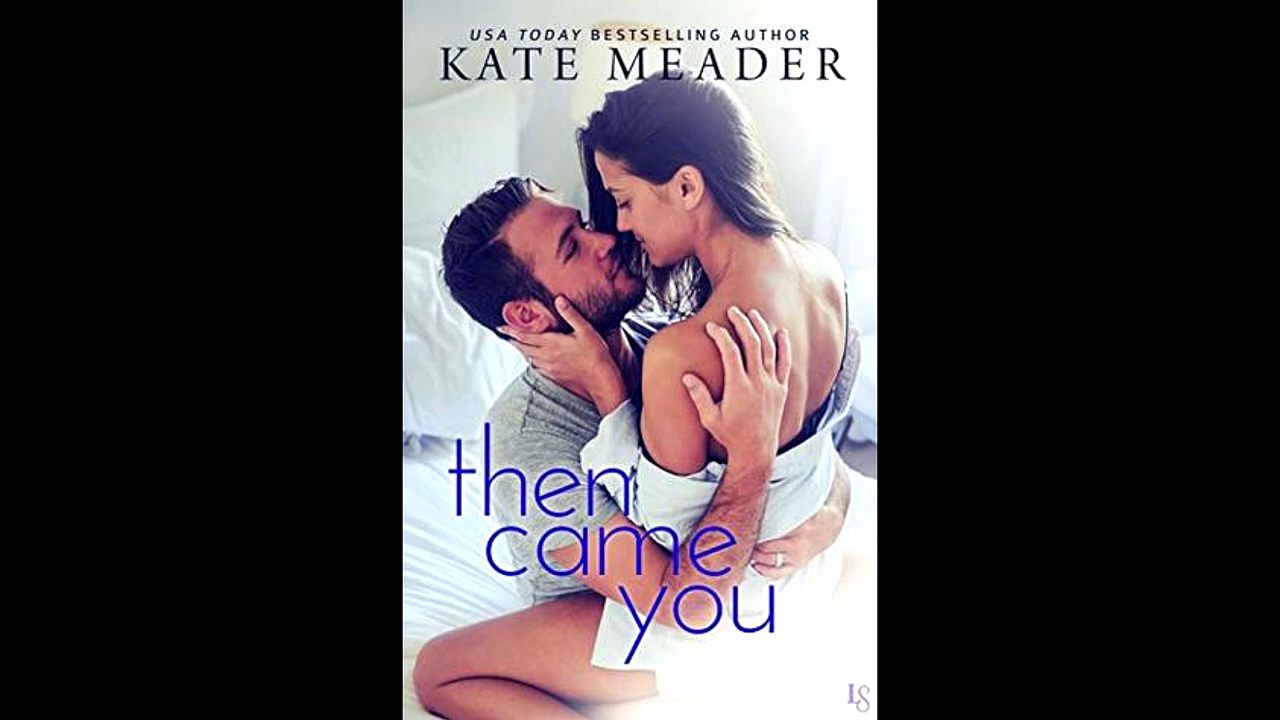 USA TODAY BESTSELLING AUTHOR
KATE MEADER
then
came
you
LS